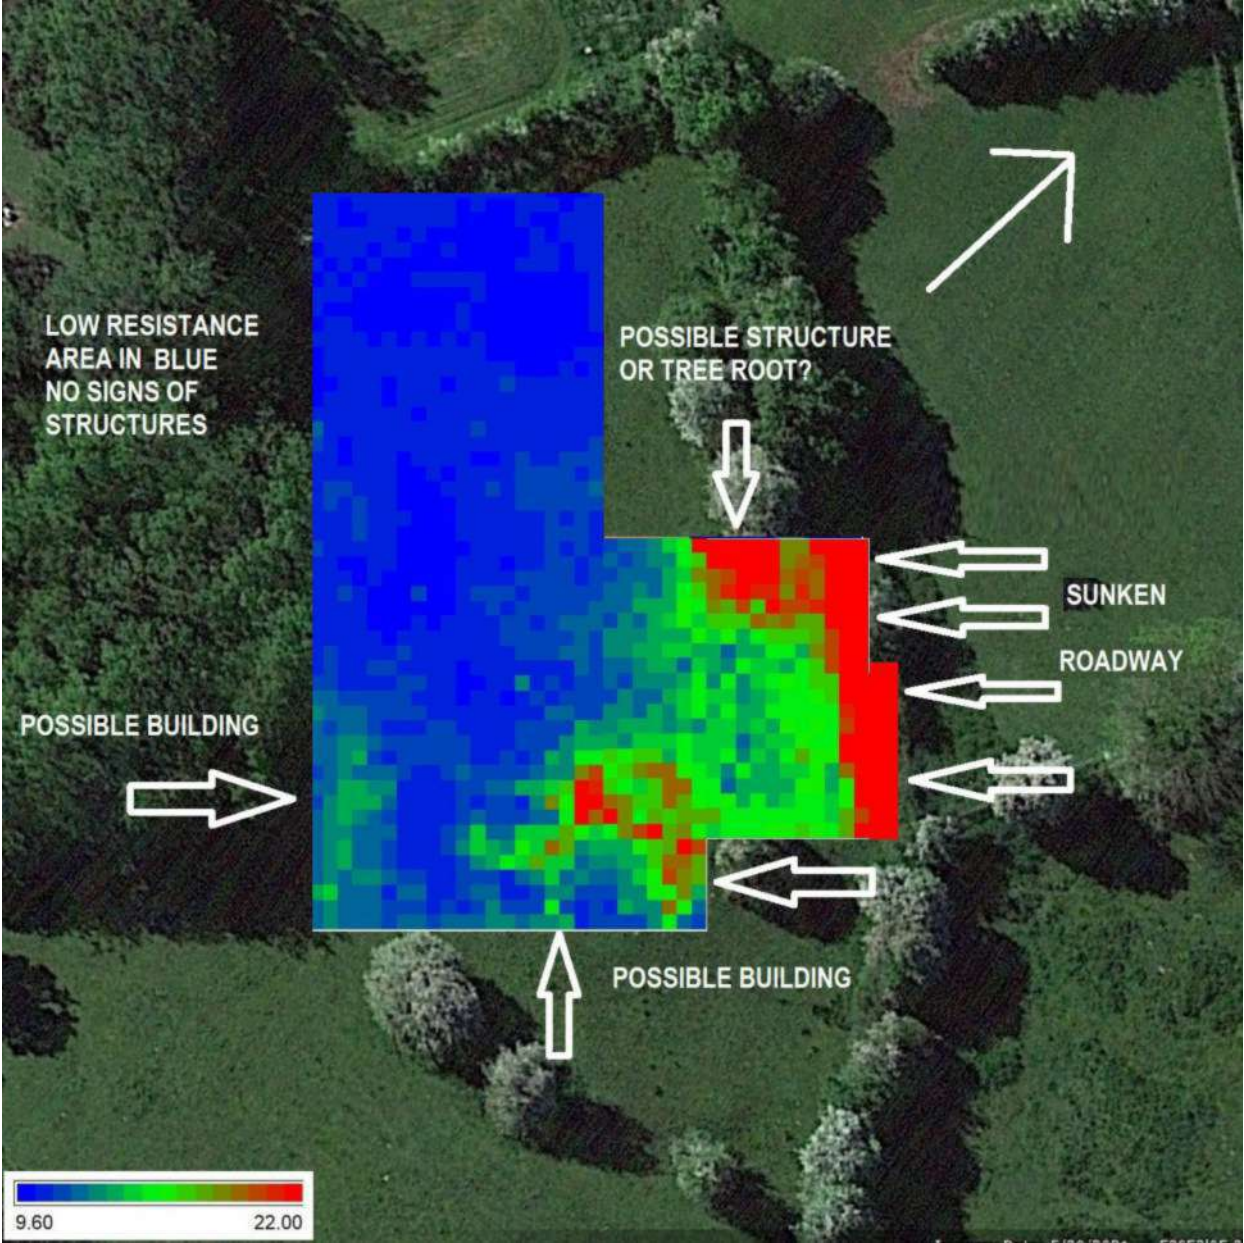 LOW RESISTANCE
AREA IN BLUE
NO SIGNS OF
STRUCTURES
POSSIBLE STRUCTURE
OR TREE ROOT?
SUNKEN
ROADWAY
POSSIBLE BUILDING
POSSIBLE BUILDING
9.60 22.00